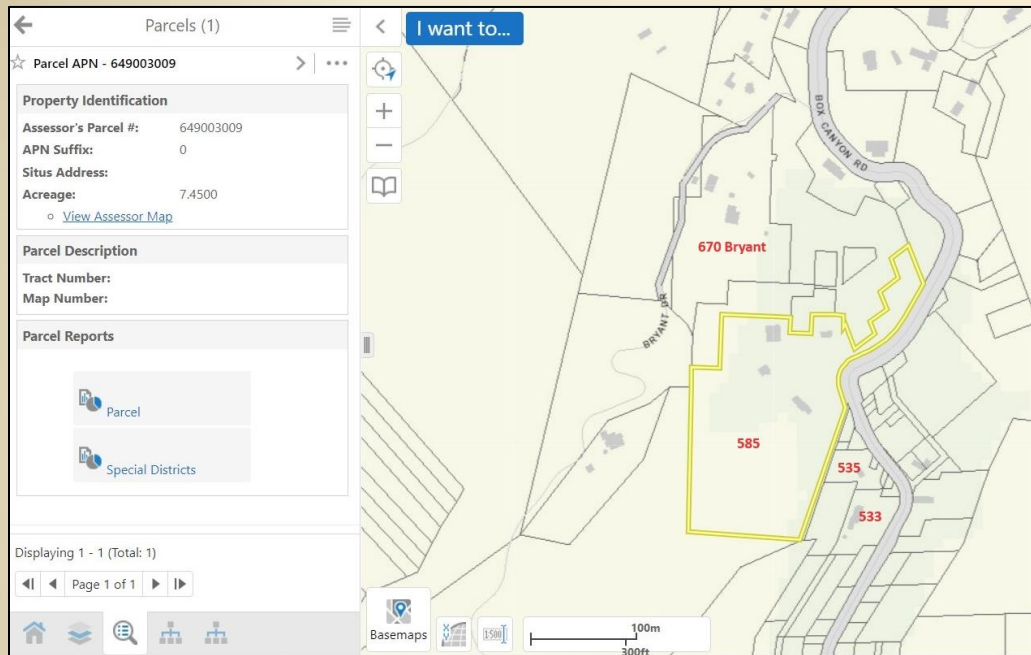 Parcels (1)
Parcel APN - 649003009
Property Identification
Assessor's Parcel #: 649003009
APN Suffix: 0
Situs Address:
Acreage: 7.4500
View Assessor Map
Parcel Description
Tract Number:
Map Number:
Parcel Reports
Parcel
Special Districts
Displaying 1 - 1 (Total: 1)
Page 1 of 1
I want to...
BOX CANYON RD
670 Bryant
BRYANT DR
585
535
533
Basemaps
X,Y
1:500
100m
300ft